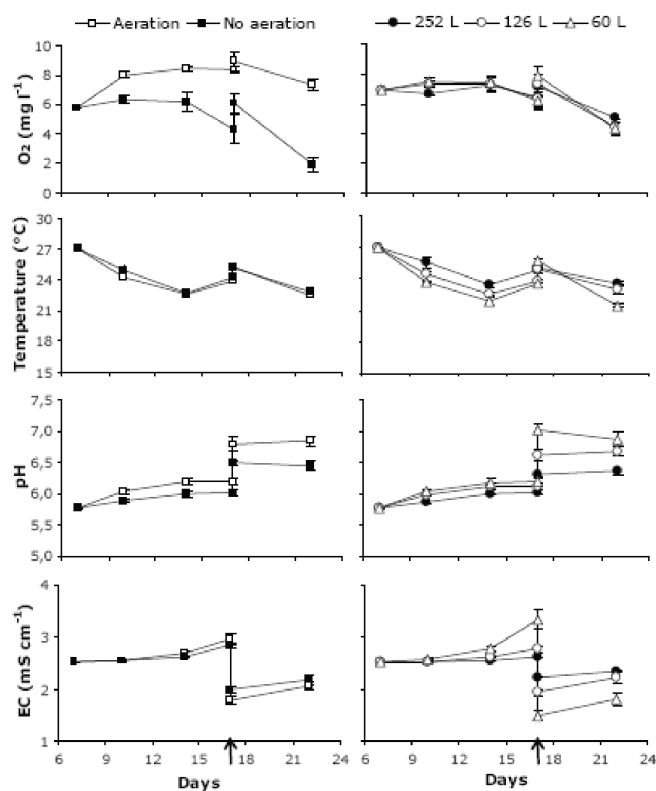 Aeration No aeration
252 L 126 L 60 L
O₂ (mg l⁻¹)
10
8
6
4
2
0
Temperature (°C)
30
27
24
21
18
15
pH
7,5
7,0
6,5
6,0
5,5
5,0
EC (mS cm⁻¹)
4
3
2
1
6 9 12 15 18 21 24
6 9 12 15 18 21 24
Days
Days